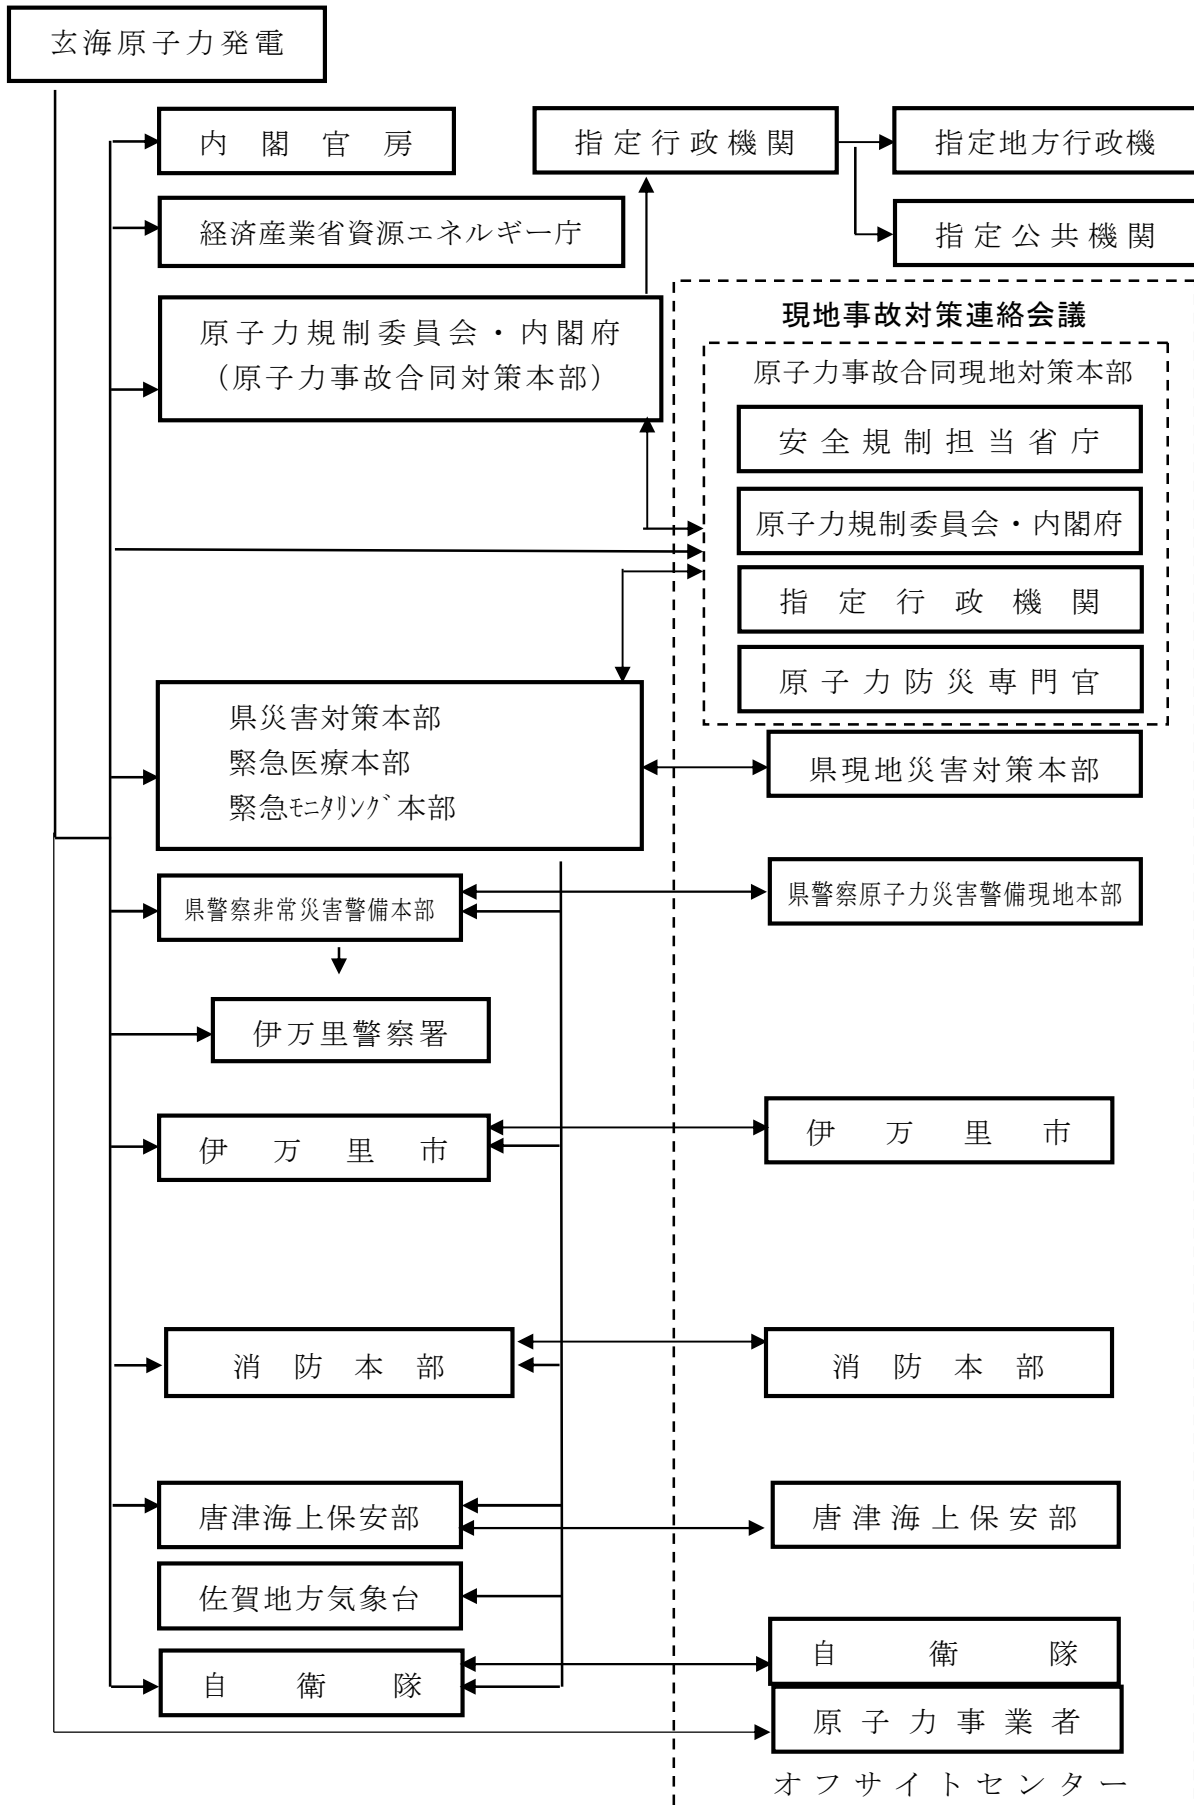 玄海原子力発電
内閣官房
指定行政機関
指定地方行政機
経済産業省資源エネルギー庁
指定公共機関
原子力規制委員会・内閣府
（原子力事故合同対策本部）
現地事故対策連絡会議
原子力事故合同現地対策本部
安全規制担当省庁
原子力規制委員会・内閣府
指定行政機関
原子力防災専門官
県災害対策本部
緊急医療本部
緊急ﾓﾆﾀﾘﾝｸﾞ本部
県現地災害対策本部
県警察非常災害警備本部
県警察原子力災害警備現地本部
伊万里警察署
伊万里市
伊万里市
消防本部
消防本部
唐津海上保安部
唐津海上保安部
佐賀地方気象台
自衛隊
自衛隊
原子力事業者
オフサイトセンター